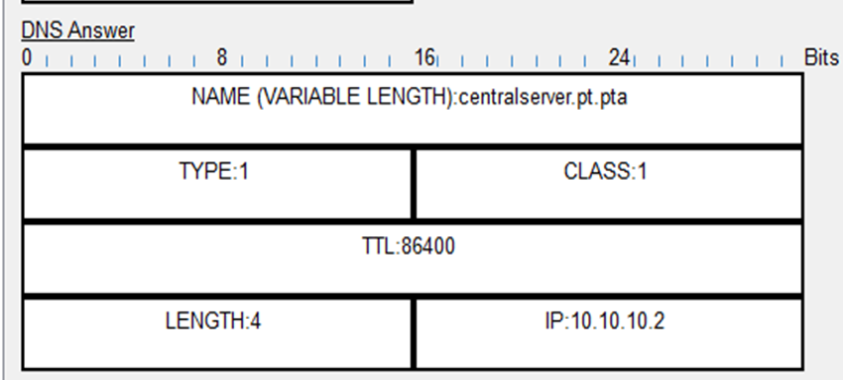 DNS Answer
0 8 16 24 Bits
NAME (VARIABLE LENGTH):centralserver.pt.pta
TYPE:1 CLASS:1
TTL:86400
LENGTH:4 IP:10.10.10.2